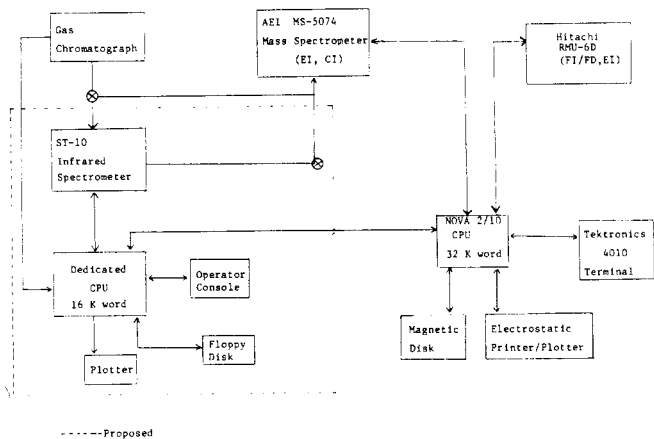 Gas
Chromatograph
AEI MS-5074
Mass Spectrometer
(EI, CI)
Hitachi
RMU-6D
(FI/FD,EI)
ST-10
Infrared
Spectrometer
NOVA 2/10
CPU
32 K word
Tektronics
4010
Terminal
Dedicated
CPU
16 K word
Operator
Console
Magnetic
Disk
Electrostatic
Printer/Plotter
Floppy
Disk
Plotter
Proposed